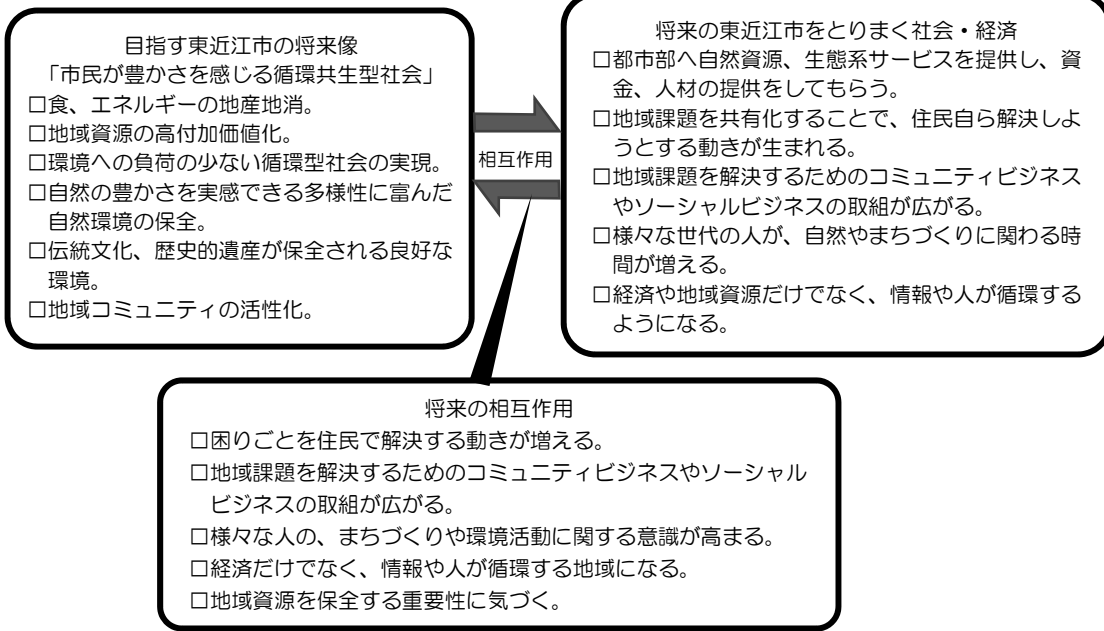 目指す東近江市の将来像
「市民が豊かさを感じる循環共生型社会」
□食、エネルギーの地産地消。
□地域資源の高付加価値化。
□環境への負荷の少ない循環型社会の実現。
□自然の豊かさを実感できる多様性に富んだ
自然環境の保全。
□伝統文化、歴史的遺産が保全される良好な
環境。
□地域コミュニティの活性化。
相互作用
将来の東近江市をとりまく社会・経済
□都市部へ自然資源、生態系サービスを提供し、資
金、人材の提供をしてもらう。
□地域課題を共有化することで、住民自ら解決しよ
うとする動きが生まれる。
□地域課題を解決するためのコミュニティビジネス
やソーシャルビジネスの取組が広がる。
□様々な世代の人が、自然やまちづくりに関わる時
間が増える。
□経済や地域資源だけでなく、情報や人が循環する
ようになる。
将来の相互作用
□困りごとを住民で解決する動きが増える。
□地域課題を解決するためのコミュニティビジネスやソーシャル
ビジネスの取組が広がる。
□様々な人の、まちづくりや環境活動に関する意識が高まる。
□経済だけでなく、情報や人が循環する地域になる。
□地域資源を保全する重要性に気づく。